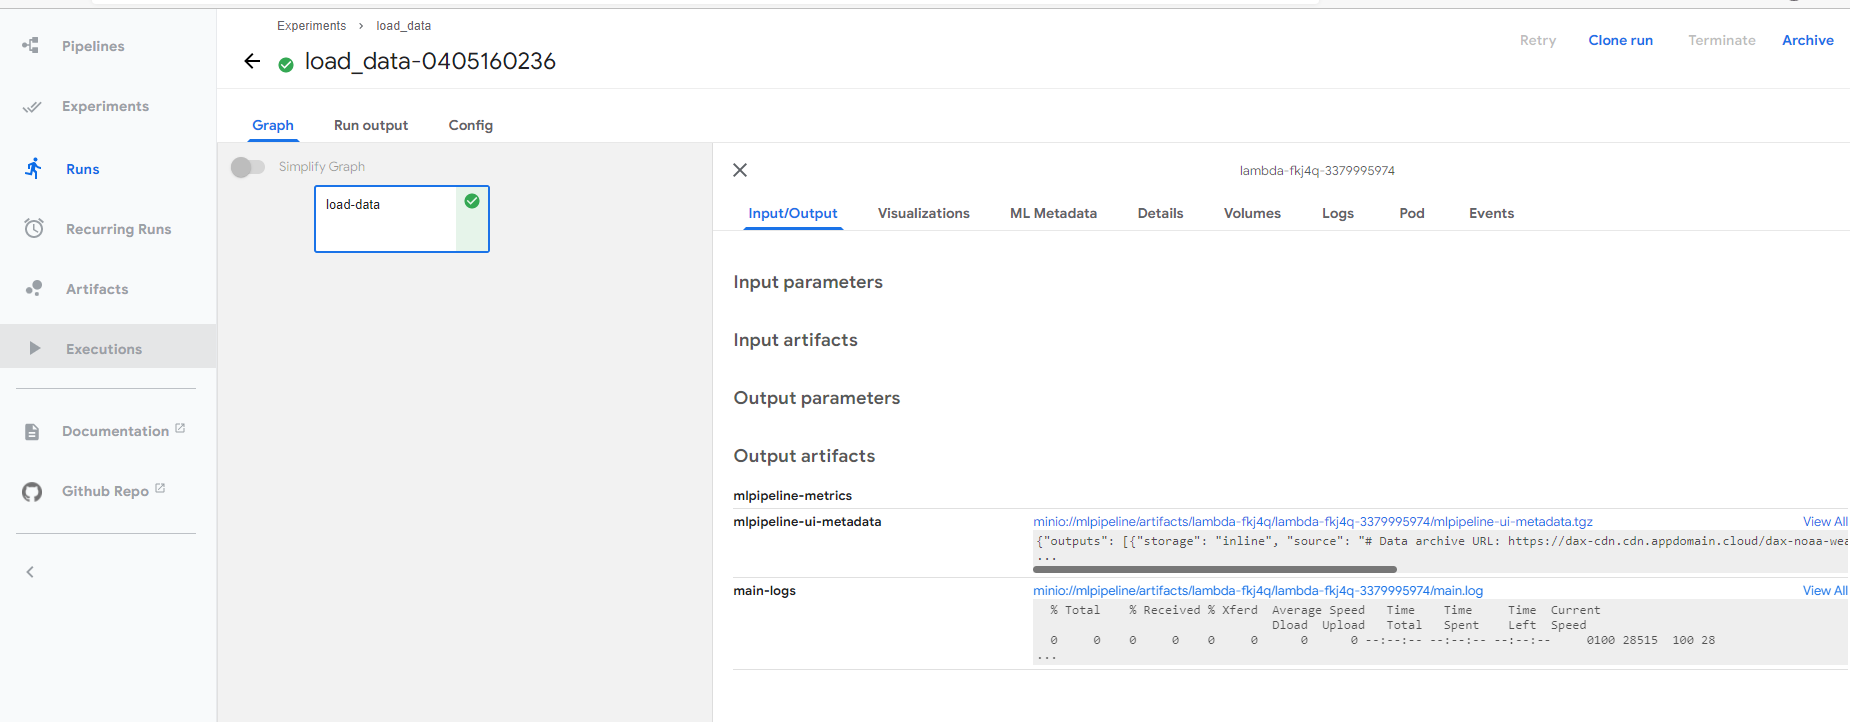 Experiments › load_data
load_data-0405160236
Retry Clone run Terminate Archive
Pipelines
Experiments
Runs
Recurring Runs
Artifacts
Executions
Documentation
Github Repo
Graph Run output Config
Simplify Graph
load-data
lambda-fkj4q-3379995974
Input/Output Visualizations ML Metadata Details Volumes Logs Pod Events
Input parameters
Input artifacts
Output parameters
Output artifacts
mlpipeline-metrics
mlpipeline-ui-metadata minio://mlpipeline/artifacts/lambda-fkj4q/lambda-fkj4q-3379995974/mlpipeline-ui-metadata.tgz View All
{"outputs": [{"storage": "inline", "source": "# Data archive URL: https://dax-cdn.cdn.appdomain.cloud/dax-noaa-wea
...
main-logs minio://mlpipeline/artifacts/lambda-fkj4q/lambda-fkj4q-3379995974/main.log View All
% Total % Received % Xferd Average Speed Time Time Time Current
Dload Upload Total Spent Left Speed
0 0 0 0 0 0 0 0 --:--:-- --:--:-- --:--:-- 0100 28515 100 28
...